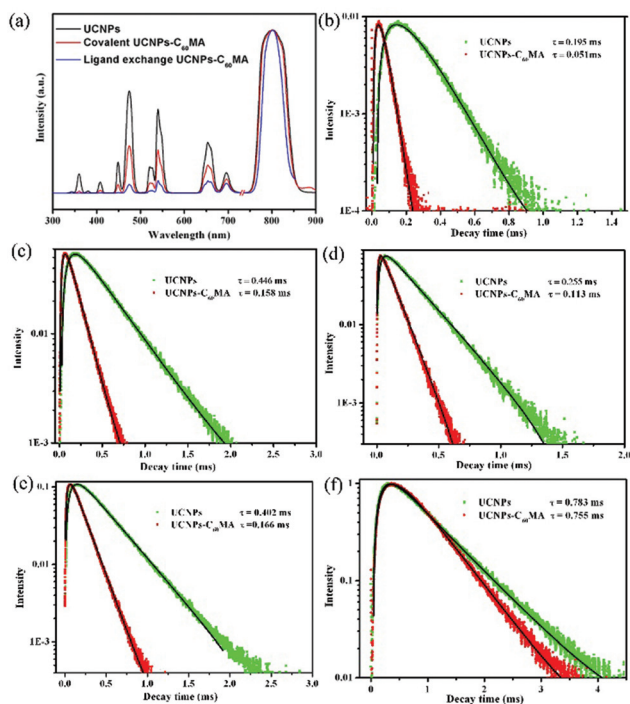 (a)
UCNPs
Covalent UCNPs-C60MA
Ligand exchange UCNPs-C60MA
Intensity (a.u.)
300 400 500 600 700 800 900
Wavelength (nm)
(b)
0.01
1E-3
1E-4
Intensity
UCNPs τ=0.195 ms
UCNPs-C60MA τ=0.051 ms
0.0 0.2 0.4 0.6 0.8 1.0 1.2 1.4
Decay time (ms)
(c)
0.01
1E-3
Intensity
UCNPs τ=0.446 ms
UCNPs-C60MA τ=0.158 ms
0.0 0.5 1.0 1.5 2.0 2.5 3.0
Decay time (ms)
(d)
0.01
1E-3
Intensity
UCNPs τ=0.255 ms
UCNPs-C60MA τ=0.113 ms
0.0 0.5 1.0 1.5 2.0
Decay time (ms)
(e)
0.1
0.01
1E-3
Intensity
UCNPs τ=0.402 ms
UCNPs-C60MA τ=0.166 ms
0.0 0.5 1.0 1.5 2.0 2.5 3.0
Decay time (ms)
(f)
1
0.1
0.01
Intensity
UCNPs τ=0.783 ms
UCNPs-C60MA τ=0.755 ms
0 1 2 3 4
Decay time (ms)